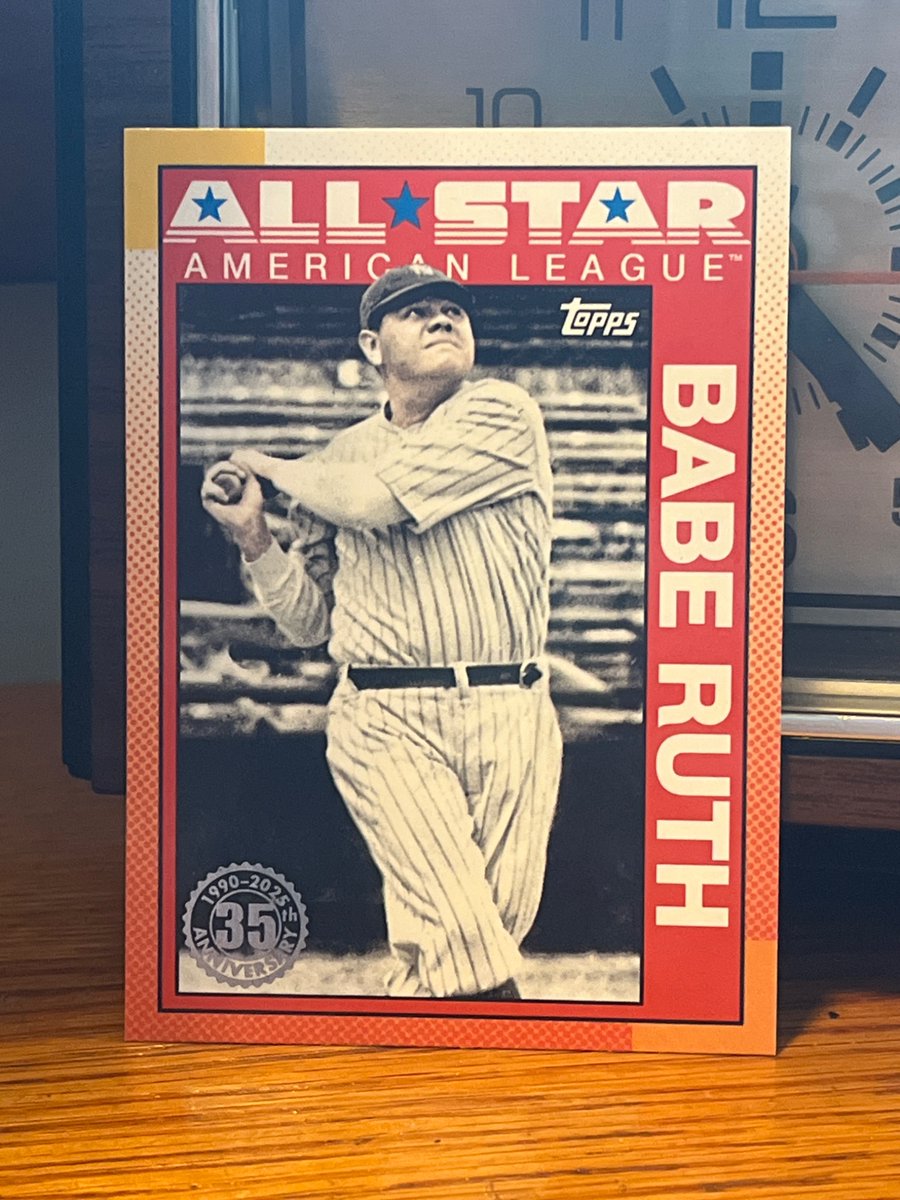 10
ALL★STAR
AMERICAN LEAGUE™
TOPPS
BABE RUTH
1990-2025
35th
ANNIVERSARY